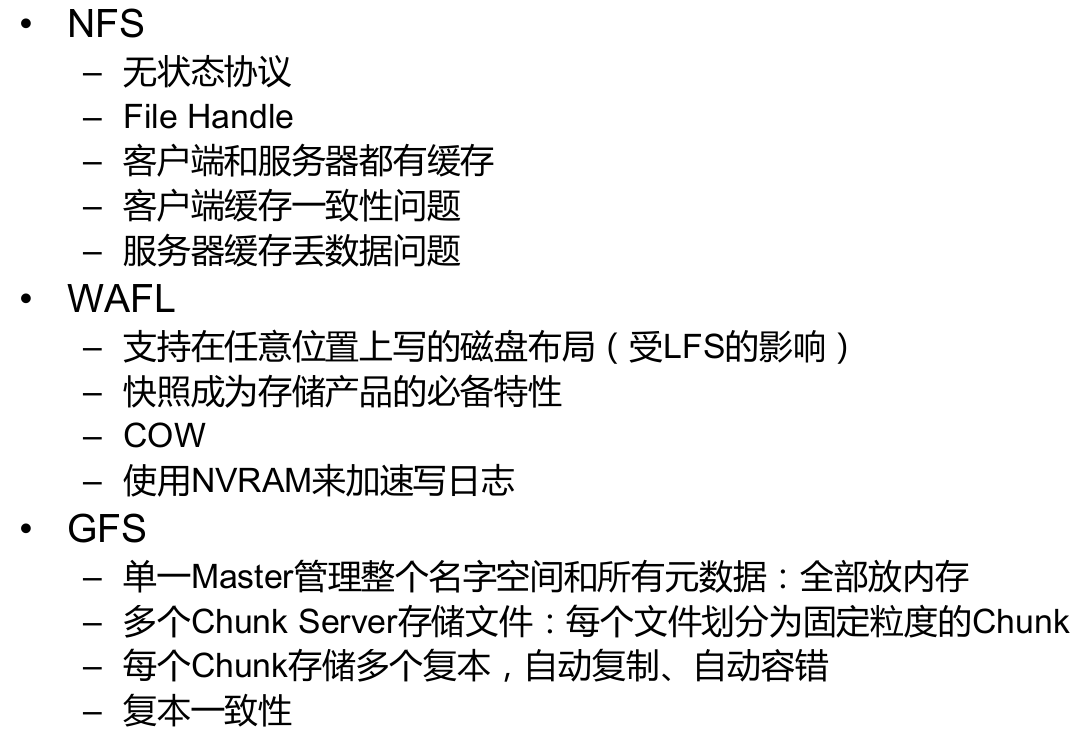 • NFS
– 无状态协议
– File Handle
– 客户端和服务器都有缓存
– 客户端缓存一致性问题
– 服务器缓存丢数据问题
• WAFL
– 支持在任意位置上写的磁盘布局（受LFS的影响）
– 快照成为存储产品的必备特性
– COW
– 使用NVRAM来加速写日志
• GFS
– 单一Master管理整个名字空间和所有元数据：全部放内存
– 多个Chunk Server存储文件：每个文件划分为固定粒度的Chunk
– 每个Chunk存储多个复本，自动复制、自动容错
– 复本一致性